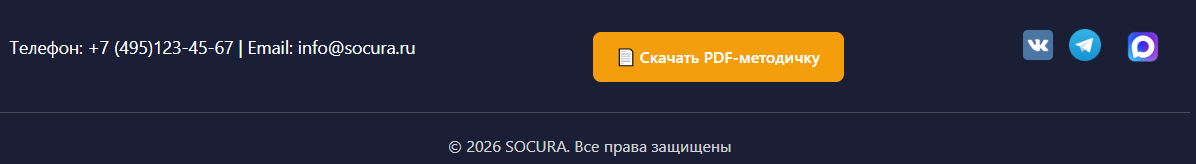 Телефон: +7 (495)123-45-67 | Email: info@socura.ru
Скачать PDF-методичку
© 2026 SOCURA. Все права защищены